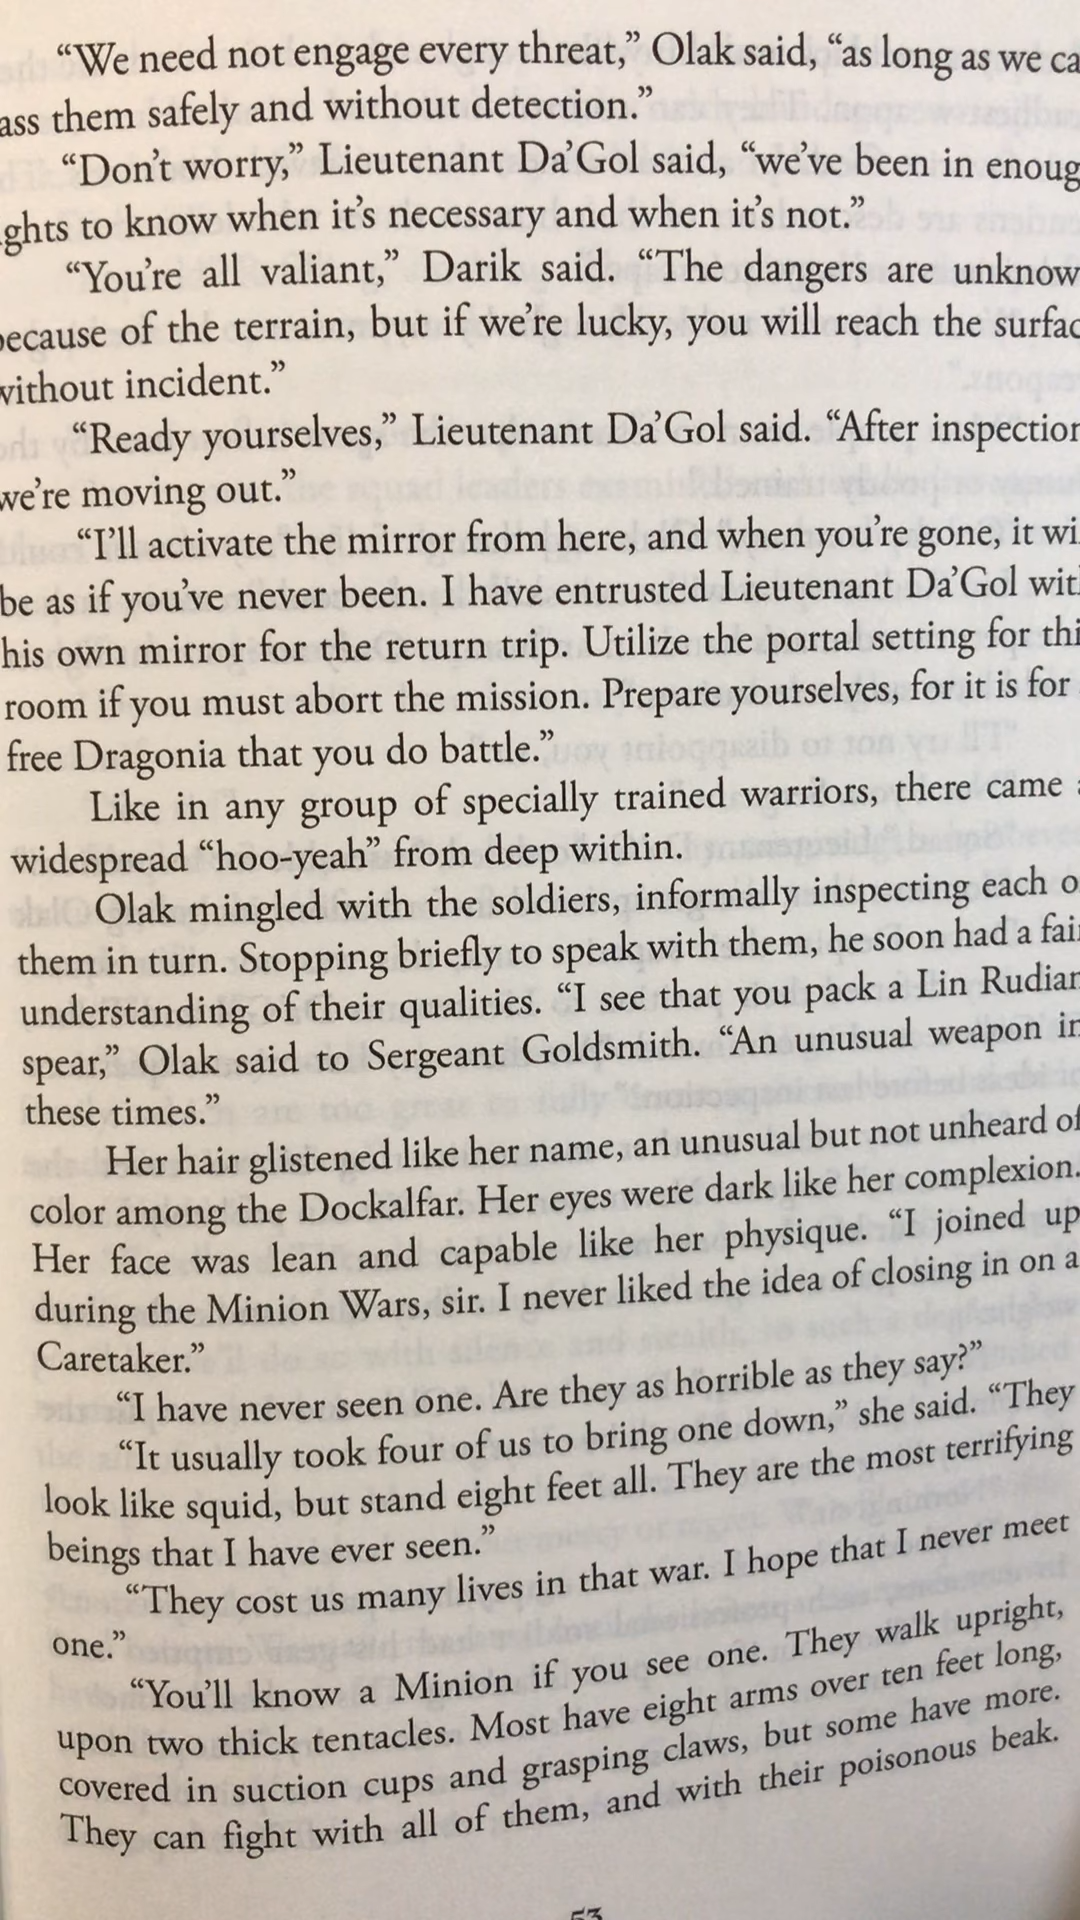 “We need not engage every threat,” Olak said, “as long as we ca
ass them safely and without detection.”
“Don’t worry,” Lieutenant Da’Gol said, “we’ve been in enoug
ghts to know when it’s necessary and when it’s not.”
“You’re all valiant,” Darik said. “The dangers are unknow
because of the terrain, but if we’re lucky, you will reach the surfac
without incident.”
“Ready yourselves,” Lieutenant Da’Gol said. “After inspection
we’re moving out.”
“I’ll activate the mirror from here, and when you’re gone, it wi
be as if you’ve never been. I have entrusted Lieutenant Da’Gol with
his own mirror for the return trip. Utilize the portal setting for thi
room if you must abort the mission. Prepare yourselves, for it is for
free Dragonia that you do battle.”
Like in any group of specially trained warriors, there came a
widespread “hoo-yeah” from deep within.
Olak mingled with the soldiers, informally inspecting each o
them in turn. Stopping briefly to speak with them, he soon had a fair
understanding of their qualities. “I see that you pack a Lin Rudian
spear,” Olak said to Sergeant Goldsmith. “An unusual weapon in
these times.”
Her hair glistened like her name, an unusual but not unheard of
color among the Dockalfar. Her eyes were dark like her complexion.
Her face was lean and capable like her physique. “I joined up
during the Minion Wars, sir. I never liked the idea of closing in on a
Caretaker.”
“I have never seen one. Are they as horrible as they say?”
“It usually took four of us to bring one down,” she said. “They
look like squid, but stand eight feet all. They are the most terrifying
beings that I have ever seen.”
“They cost us many lives in that war. I hope that I never meet
one.”
“You’ll know a Minion if you see one. They walk upright,
upon two thick tentacles. Most have eight arms over ten feet long,
covered in suction cups and grasping claws, but some have more.
They can fight with all of them, and with their poisonous beak.
53